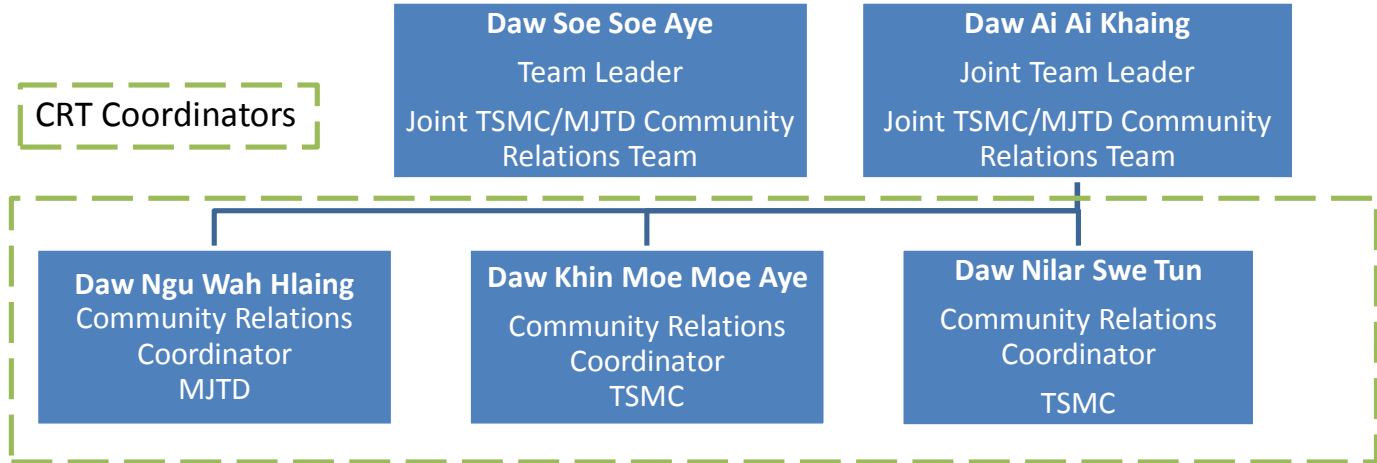 Daw Soe Soe Aye
Team Leader
Joint TSMC/MJTD Community
Relations Team
Daw Ai Ai Khaing
Joint Team Leader
Joint TSMC/MJTD Community
Relations Team
CRT Coordinators
Daw Ngu Wah Hlaing
Community Relations
Coordinator
MJTD
Daw Khin Moe Moe Aye
Community Relations
Coordinator
TSMC
Daw Nilar Swe Tun
Community Relations
Coordinator
TSMC